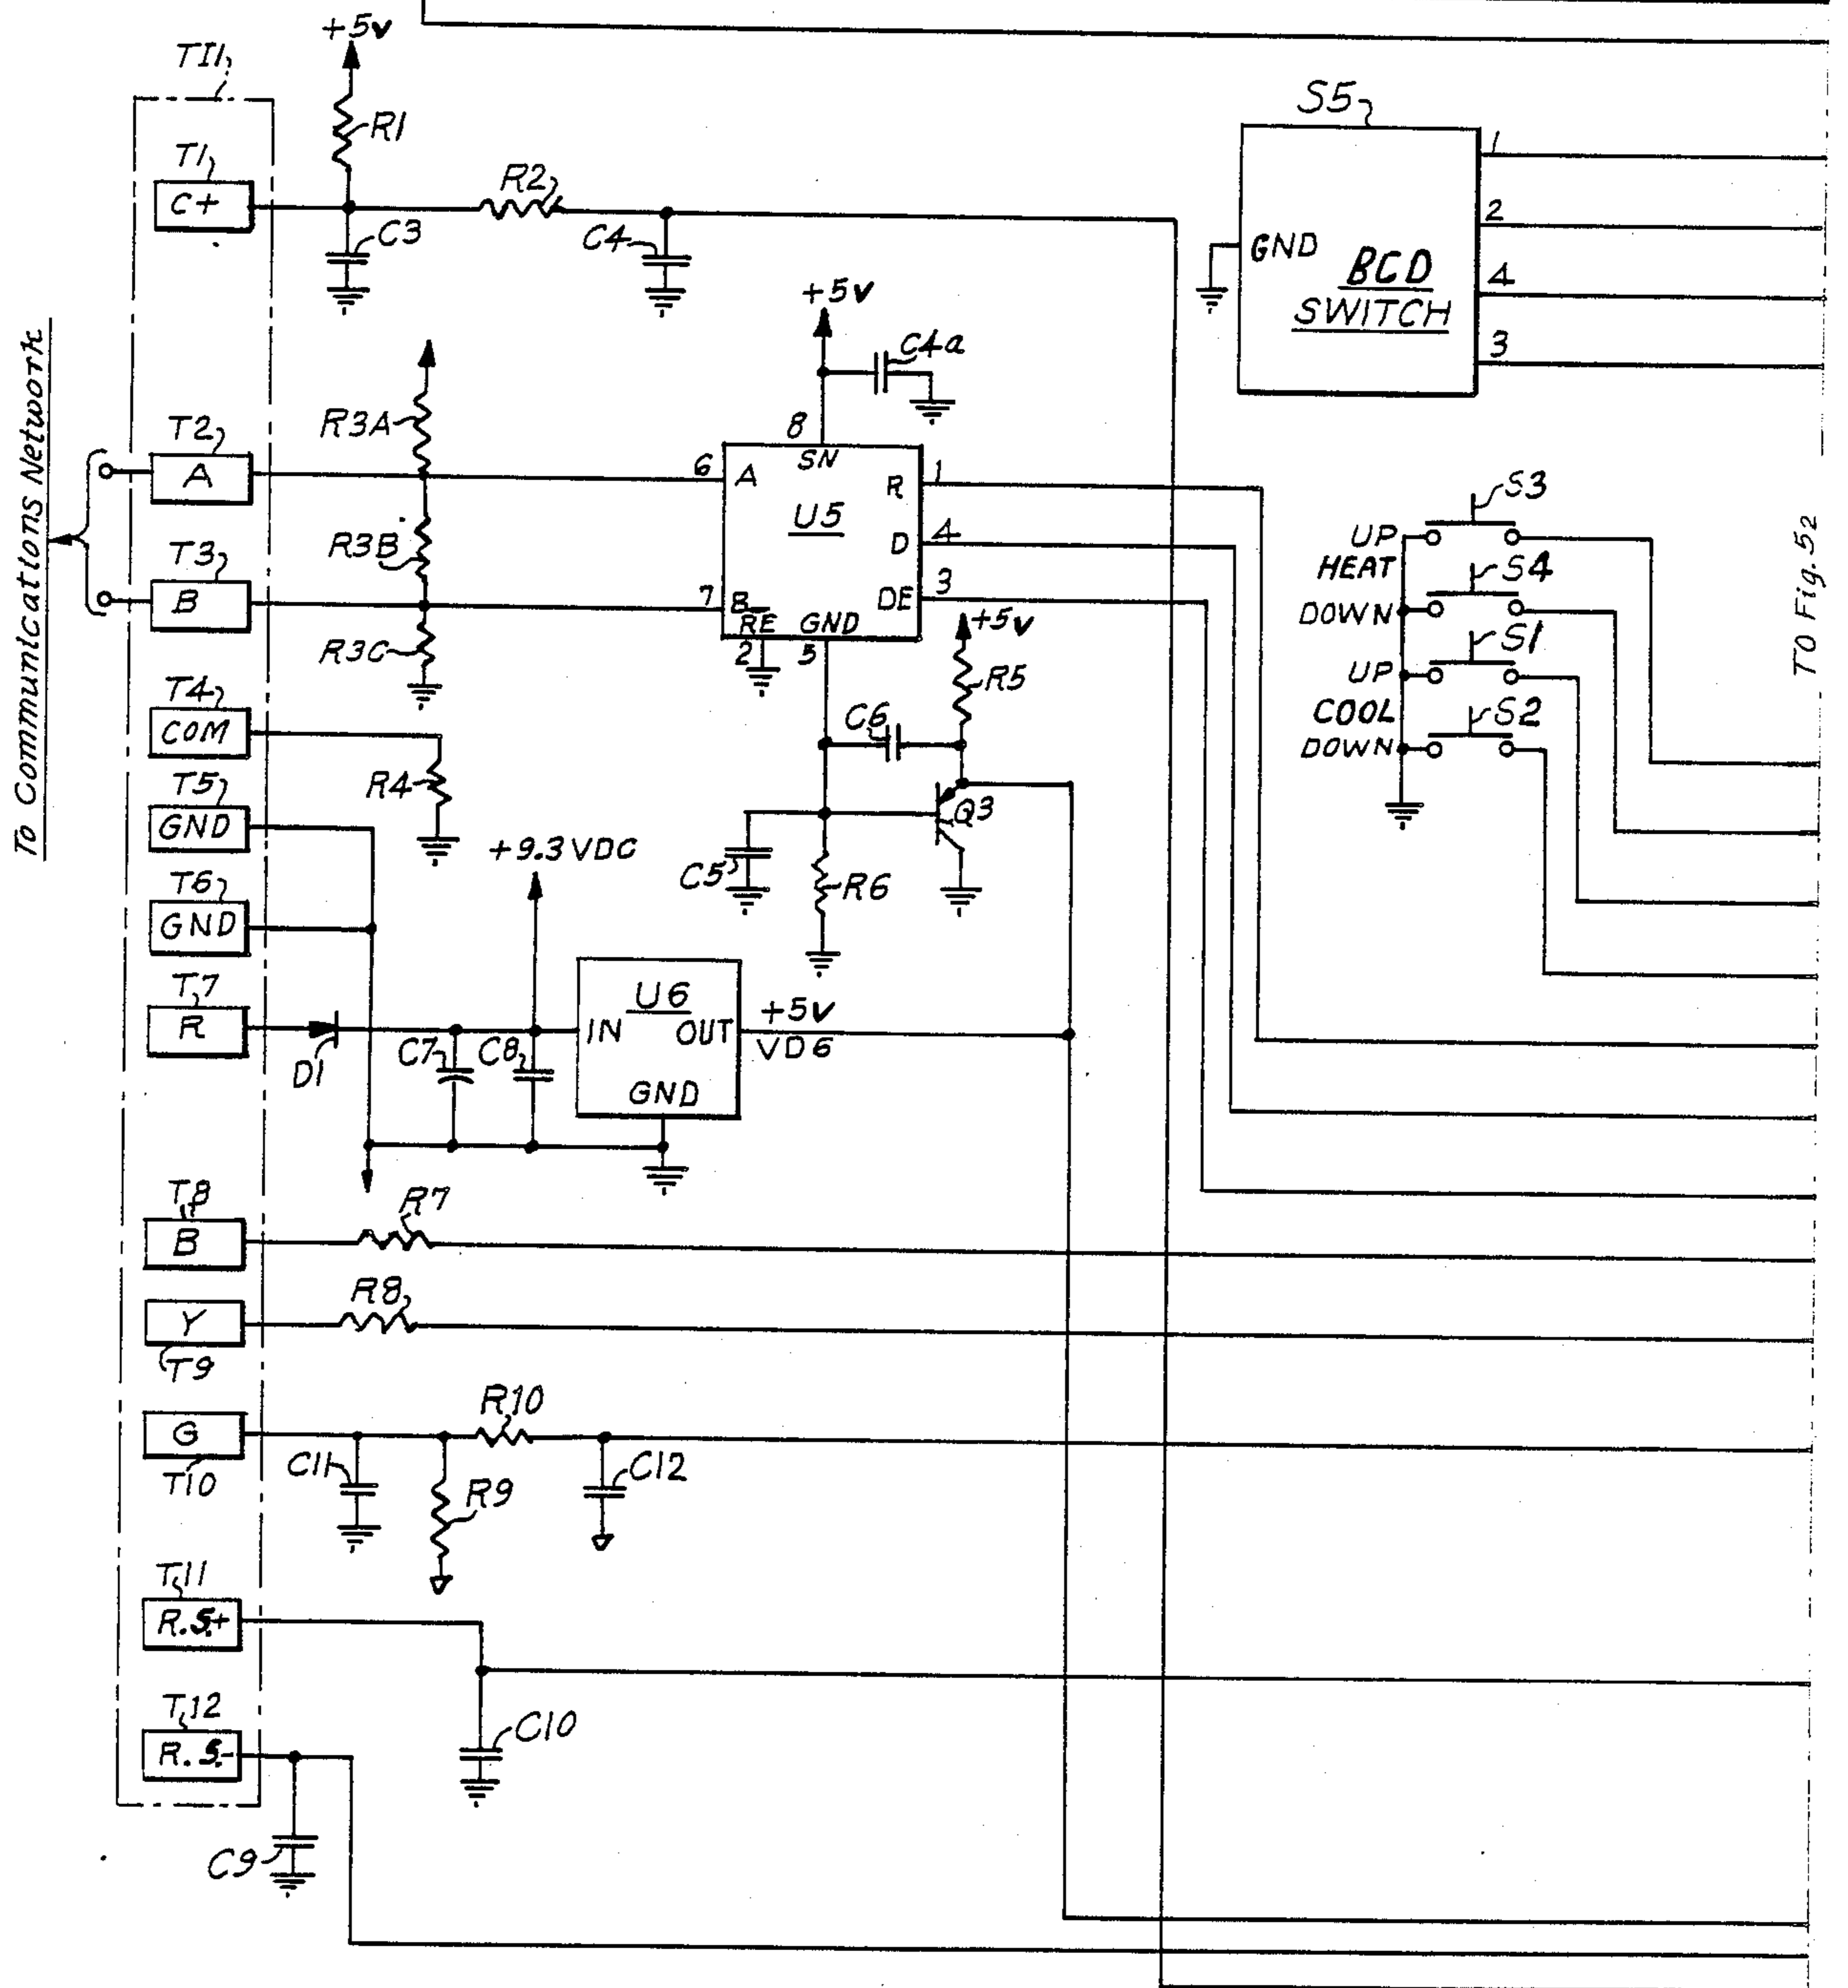 +5v
TI1
R1
T1
C+
R2
C3
C4
S5
1
2
4
3
GND
BCD
SWITCH
+5v
C4a
To Communications Network
T2
A
R3A
8
SN
6
A
R
1
U5
D
4
R3B
T3
B
7
B
RE
GND
DE
3
2
5
+5v
R3C
R5
T4
COM
C6
R4
T5
GND
Q3
+9.3VDC
C5
R6
T6
GND
T7
R
D1
C7
C8
U6
IN
OUT
GND
+5v
VD6
S3
UP
HEAT
S4
DOWN
S1
UP
COOL
S2
DOWN
TO Fig. 52
T8
B
R7
R8
Y
T9
R10
G
T10
C11
R9
C12
T11
R.S.+
T12
R.S.-
C10
C9